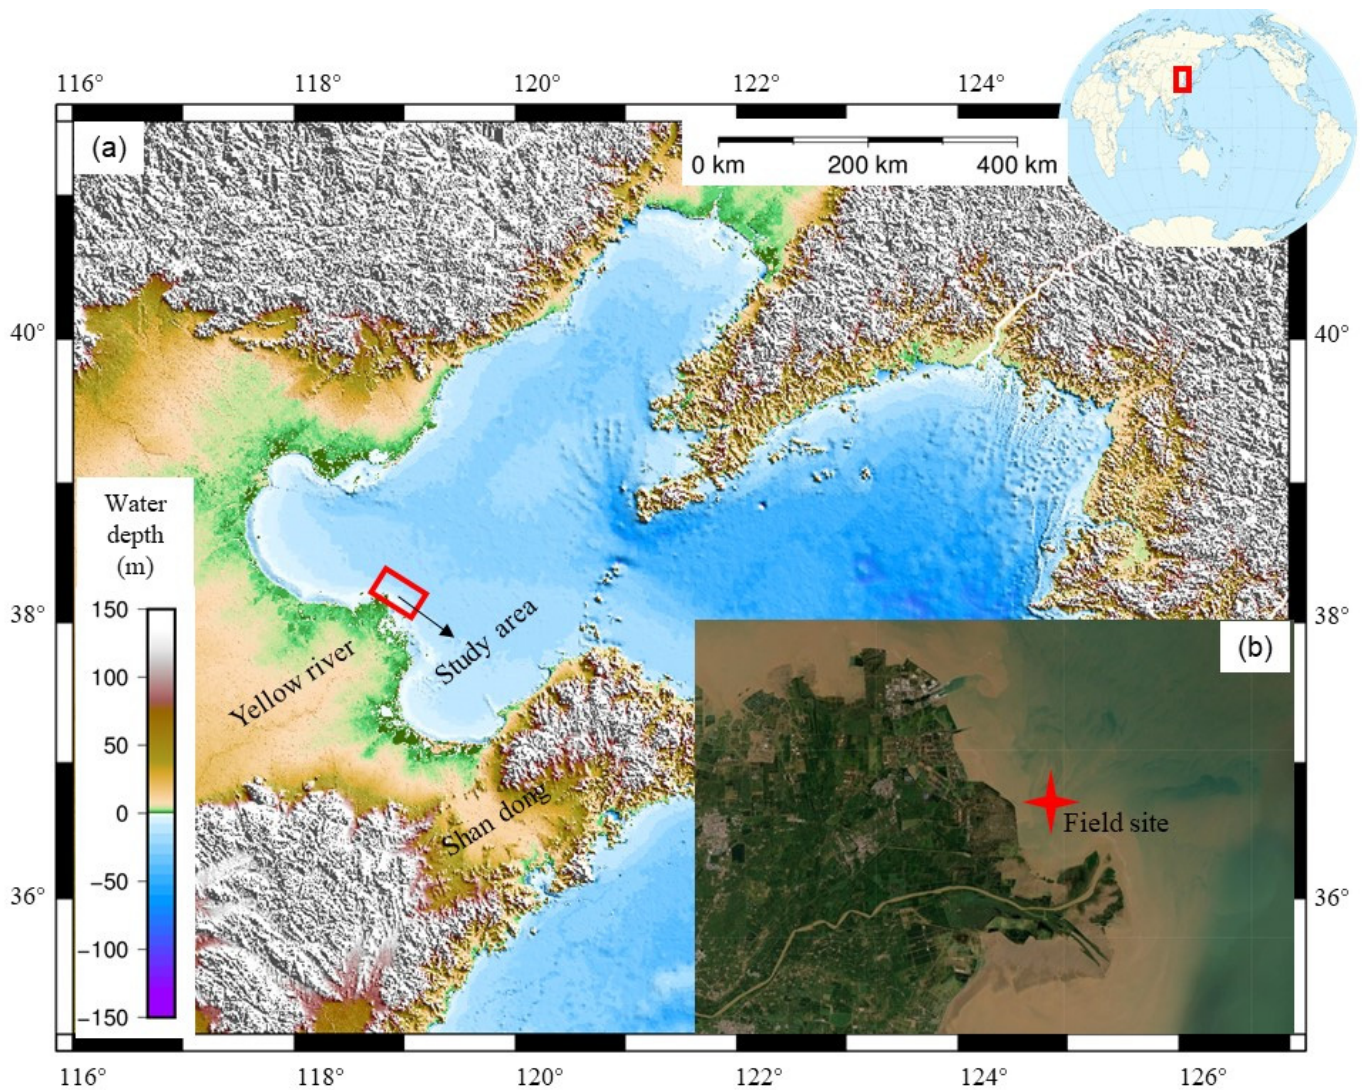 116°
118°
120°
122°
124°
(a)
0 km
200 km
400 km
40°
40°
Water
depth
(m)
150
100
50
0
−50
−100
−150
38°
38°
Study area
Yellow river
Shan dong
(b)
Field site
36°
36°
116°
118°
120°
122°
124°
126°